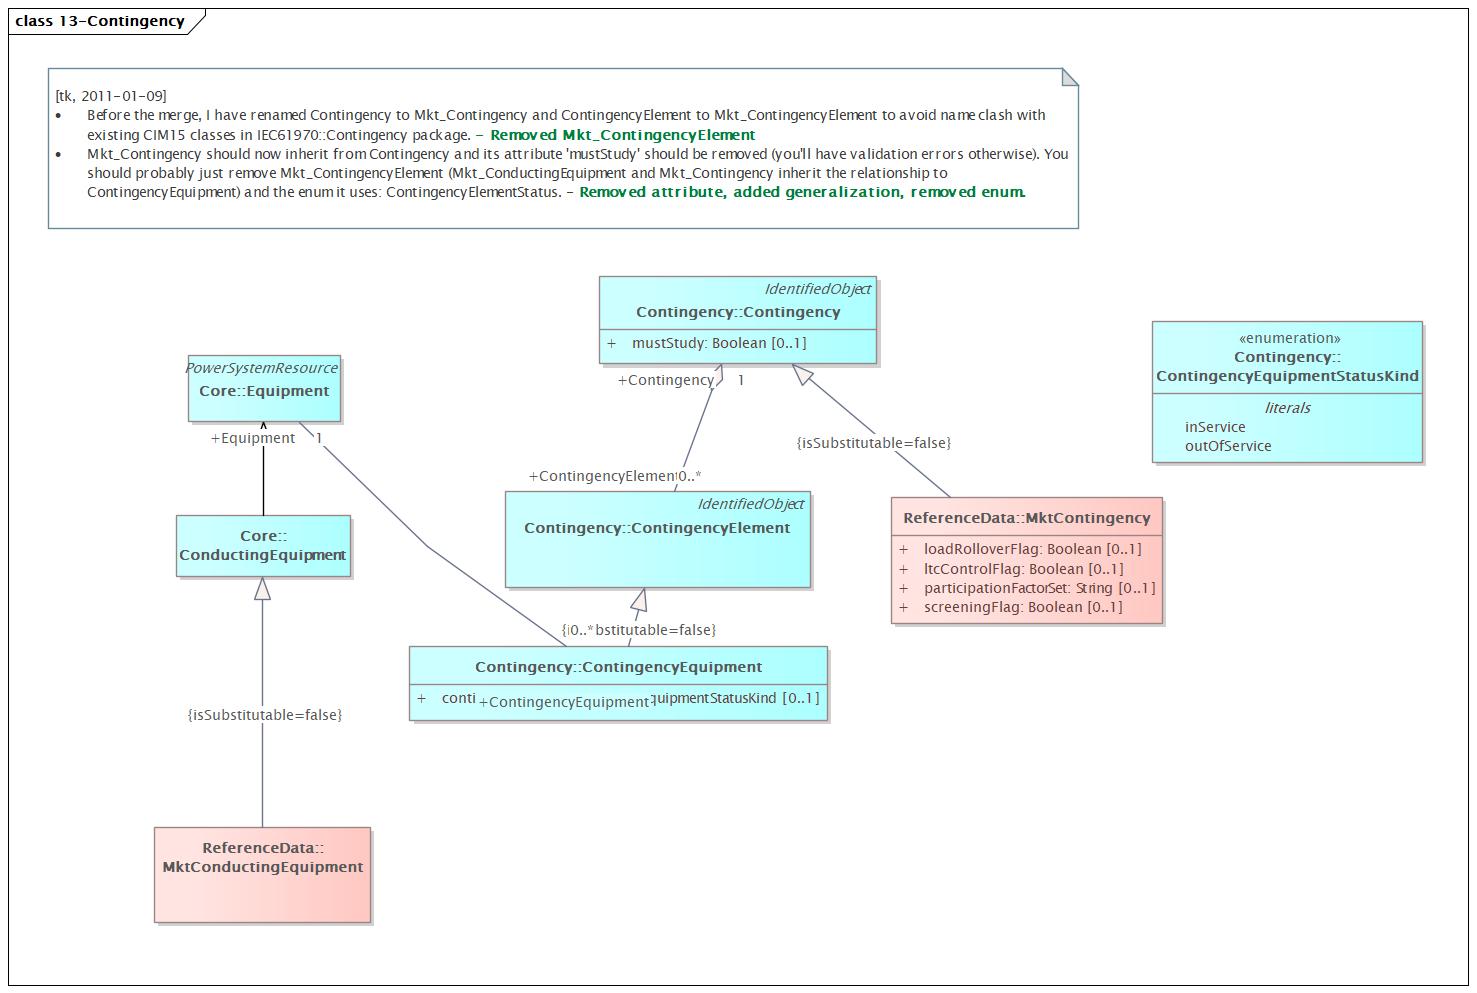 class 13-Contingency
[tk, 2011-01-09]
• Before the merge, I have renamed Contingency to Mkt_Contingency and ContingencyElement to Mkt_ContingencyElement to avoid name clash with
existing CIM15 classes in IEC61970::Contingency package. - Removed Mkt_ContingencyElement
• Mkt_Contingency should now inherit from Contingency and its attribute 'mustStudy' should be removed (you'll have validation errors otherwise). You
should probably just remove Mkt_ContingencyElement (Mkt_ConductingEquipment and Mkt_Contingency inherit the relationship to
ContingencyEquipment) and the enum it uses: ContingencyElementStatus. - Removed attribute, added generalization, removed enum.
IdentifiedObject
Contingency::Contingency
+ mustStudy: Boolean [0..1]
«enumeration»
Contingency::
ContingencyEquipmentStatusKind
literals
inService
outOfService
PowerSystemResource
Core::Equipment
+Contingency 1
+Equipment 1
{isSubstitutable=false}
+ContingencyElement 0..*
IdentifiedObject
Contingency::ContingencyElement
ReferenceData::MktContingency
+ loadRolloverFlag: Boolean [0..1]
+ ltcControlFlag: Boolean [0..1]
+ participationFactorSet: String [0..1]
+ screeningFlag: Boolean [0..1]
Core::
ConductingEquipment
{i0..* bstitutable=false}
Contingency::ContingencyEquipment
+ conti +ContingencyEquipment quipmentStatusKind [0..1]
{isSubstitutable=false}
ReferenceData::
MktConductingEquipment